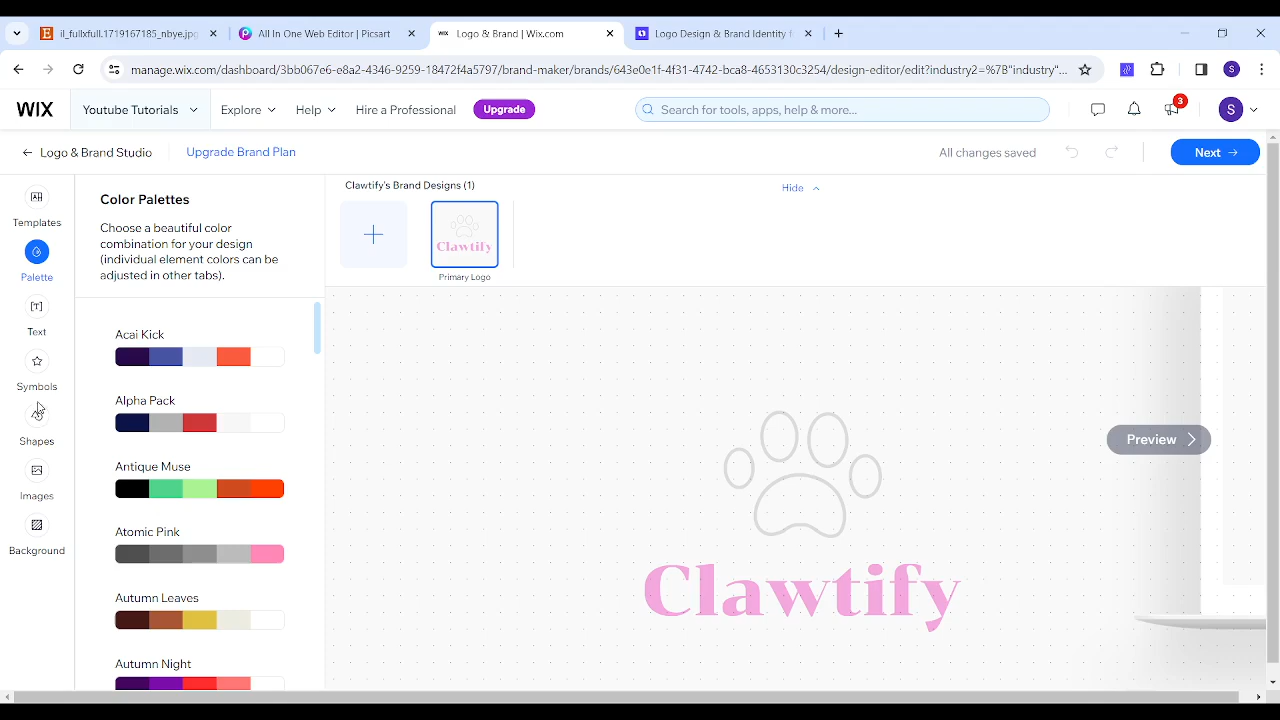 il_fullxfull.1719167185_nbye.jpg
All In One Web Editor | Picsart
WIX Logo & Brand | Wix.com
Logo Design & Brand Identity f
manage.wix.com/dashboard/3bb067e6-e8a2-4346-9259-18472f4a5707/brand-maker/brands/643e0e1f-4f31-4742-bca8-4653130c3254/design-editor/edit?industry2=%7B"industry"...
S
WIX
Youtube Tutorials
Explore
Help
Hire a Professional
Upgrade
Search for tools, apps, help & more...
3
S
Logo & Brand Studio
Upgrade Brand Plan
All changes saved
Next
Templates
Palette
Text
Symbols
Shapes
Images
Background
Color Palettes
Choose a beautiful color
combination for your design
(individual element colors can be
adjusted in other tabs).
Acai Kick
Alpha Pack
Antique Muse
Atomic Pink
Autumn Leaves
Autumn Night
Clawtify's Brand Designs (1)
Hide
Clawtify
Primary Logo
Preview
Clawtify